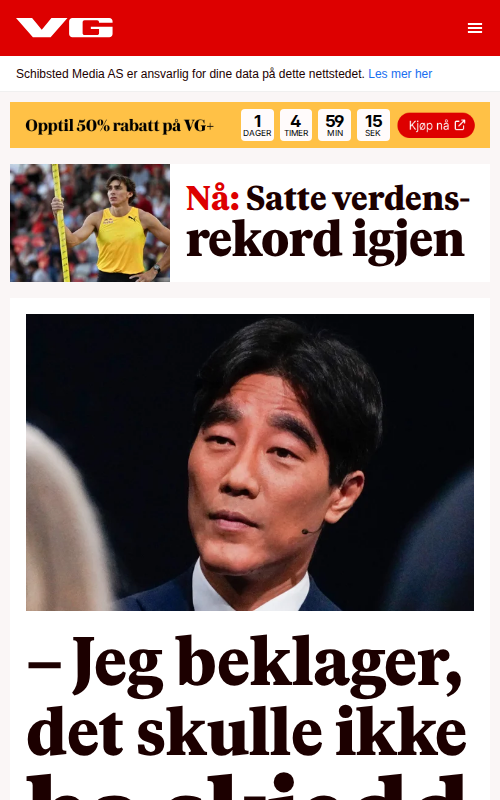 VG
Schibsted Media AS er ansvarlig for dine data på dette nettstedet. Les mer her
Opptil 50% rabatt på VG+
1 4 59 15
DAGER TIMER MIN SEK
Kjøp nå
Nå: Satte verdens-
rekord igjen
– Jeg beklager,
det skulle ikke